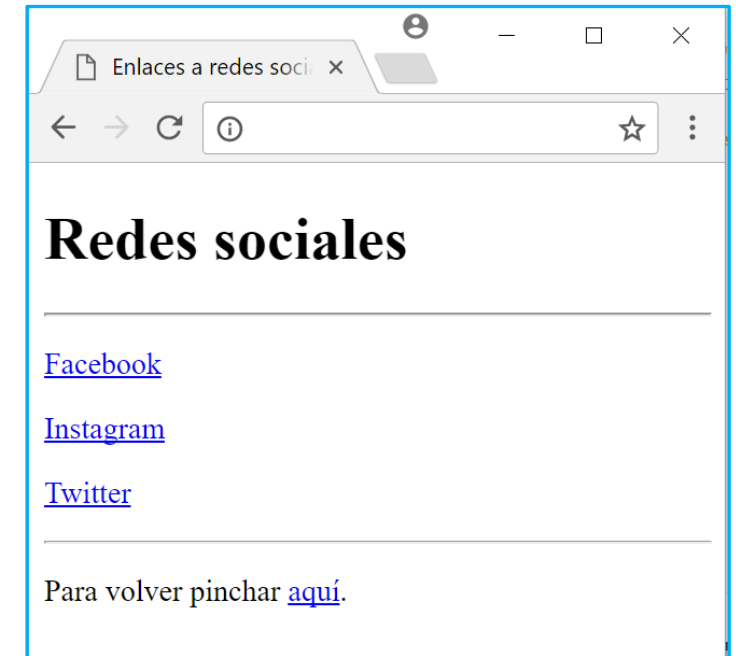 Enlaces a redes soci
Redes sociales
Facebook
Instagram
Twitter
Para volver pinchar aquí.